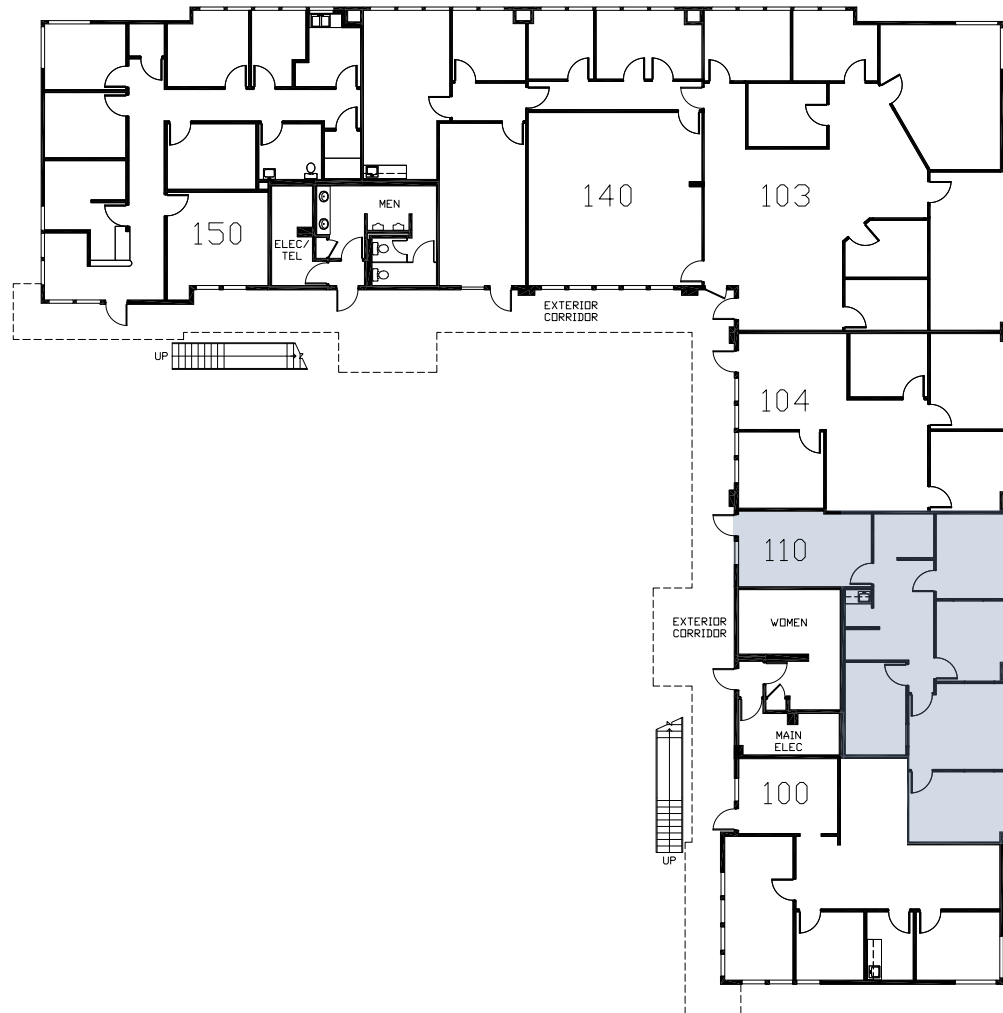 MEN
140
103
150
ELEC/
TEL
EXTERIOR
CORRIDOR
UP
104
110
EXTERIOR
CORRIDOR
WOMEN
MAIN
ELEC
100
UP